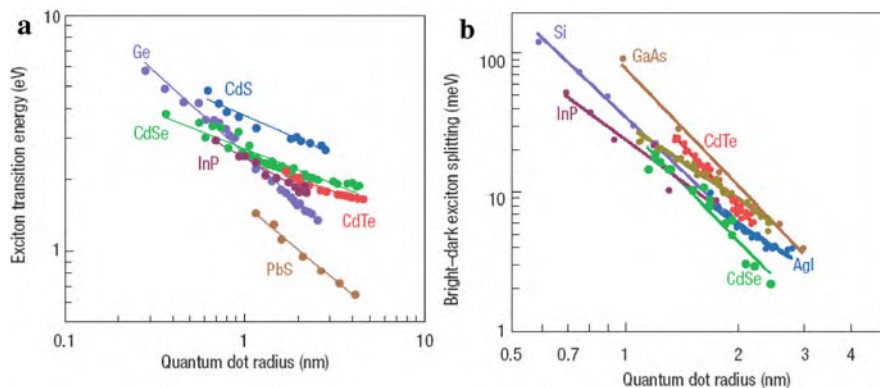 a
Exciton transition energy (eV)
10
1
Ge
CdS
CdSe
InP
CdTe
PbS
0.1
1
10
Quantum dot radius (nm)
b
Bright–dark exciton splitting (meV)
100
10
1
Si
GaAs
InP
CdTe
AgI
CdSe
0.5
0.7
1
2
3
4
Quantum dot radius (nm)